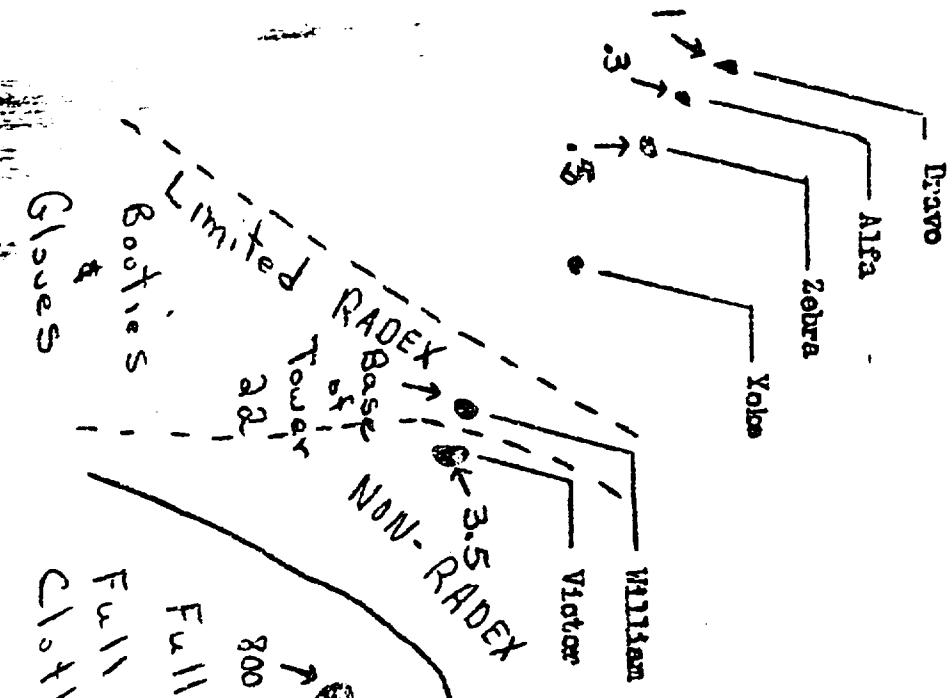 Bravo
Alfa
Zebra
Yoke
William
Victor
1
.3
.5
Limited RADEX
Base
of
Tower
22
Booties
&
Gloves
3.5
NON-RADEX
800
Full
Full